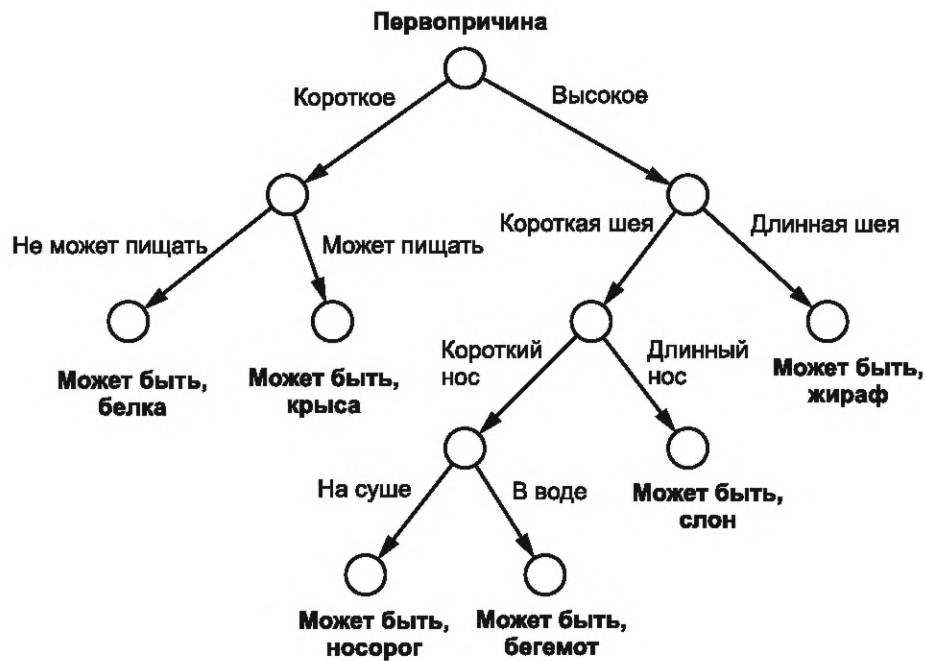 Первопричина
Короткое
Высокое
Короткая шея
Длинная шея
Не может пищать
Может пищать
Короткий
нос
Длинный
нос
Может быть,
белка
Может быть,
крыса
Может быть,
жираф
На суше
В воде
Может быть,
слон
Может быть,
носорог
Может быть,
бегемот